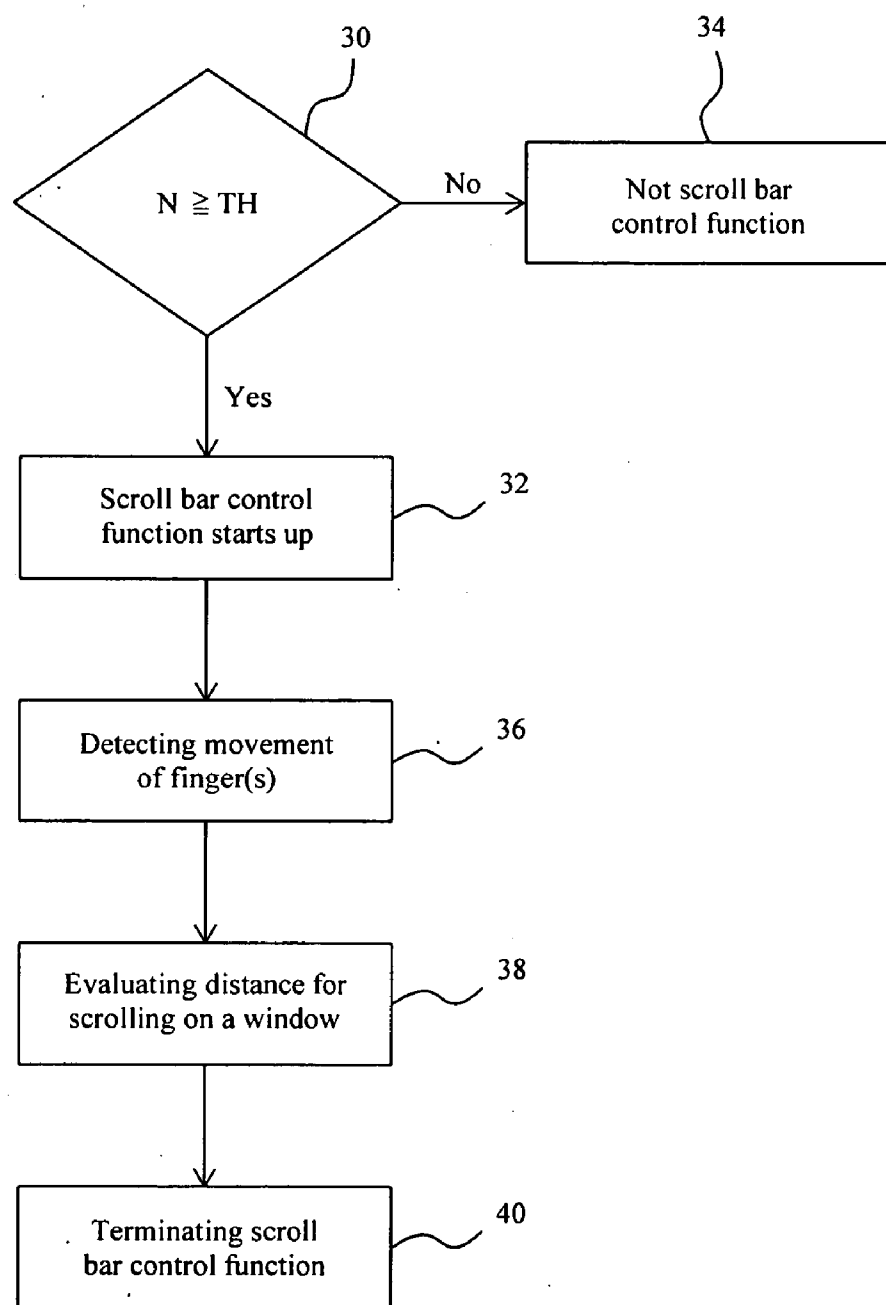 30
34
N ≧ TH
No
Not scroll bar
control function
Yes
Scroll bar control
function starts up
32
Detecting movement
of finger(s)
36
Evaluating distance for
scrolling on a window
38
Terminating scroll
bar control function
40